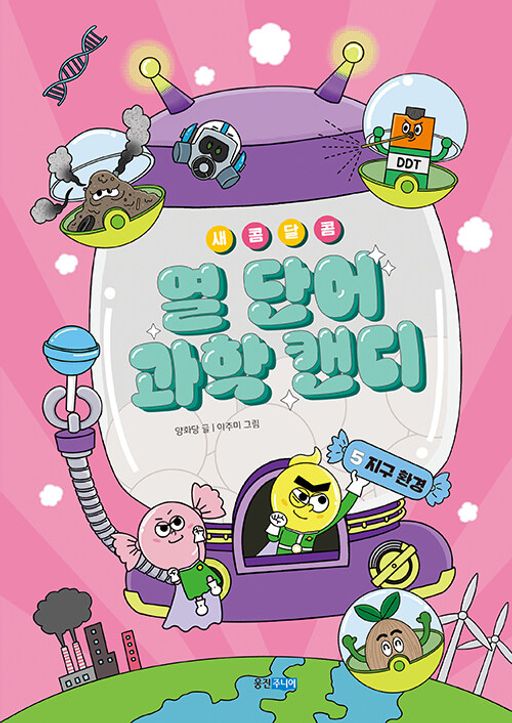 DDT
새콤달콤
열 단어
과학 캔디
양화당 글 | 이주미 그림
5 지구 환경
웅진주니어